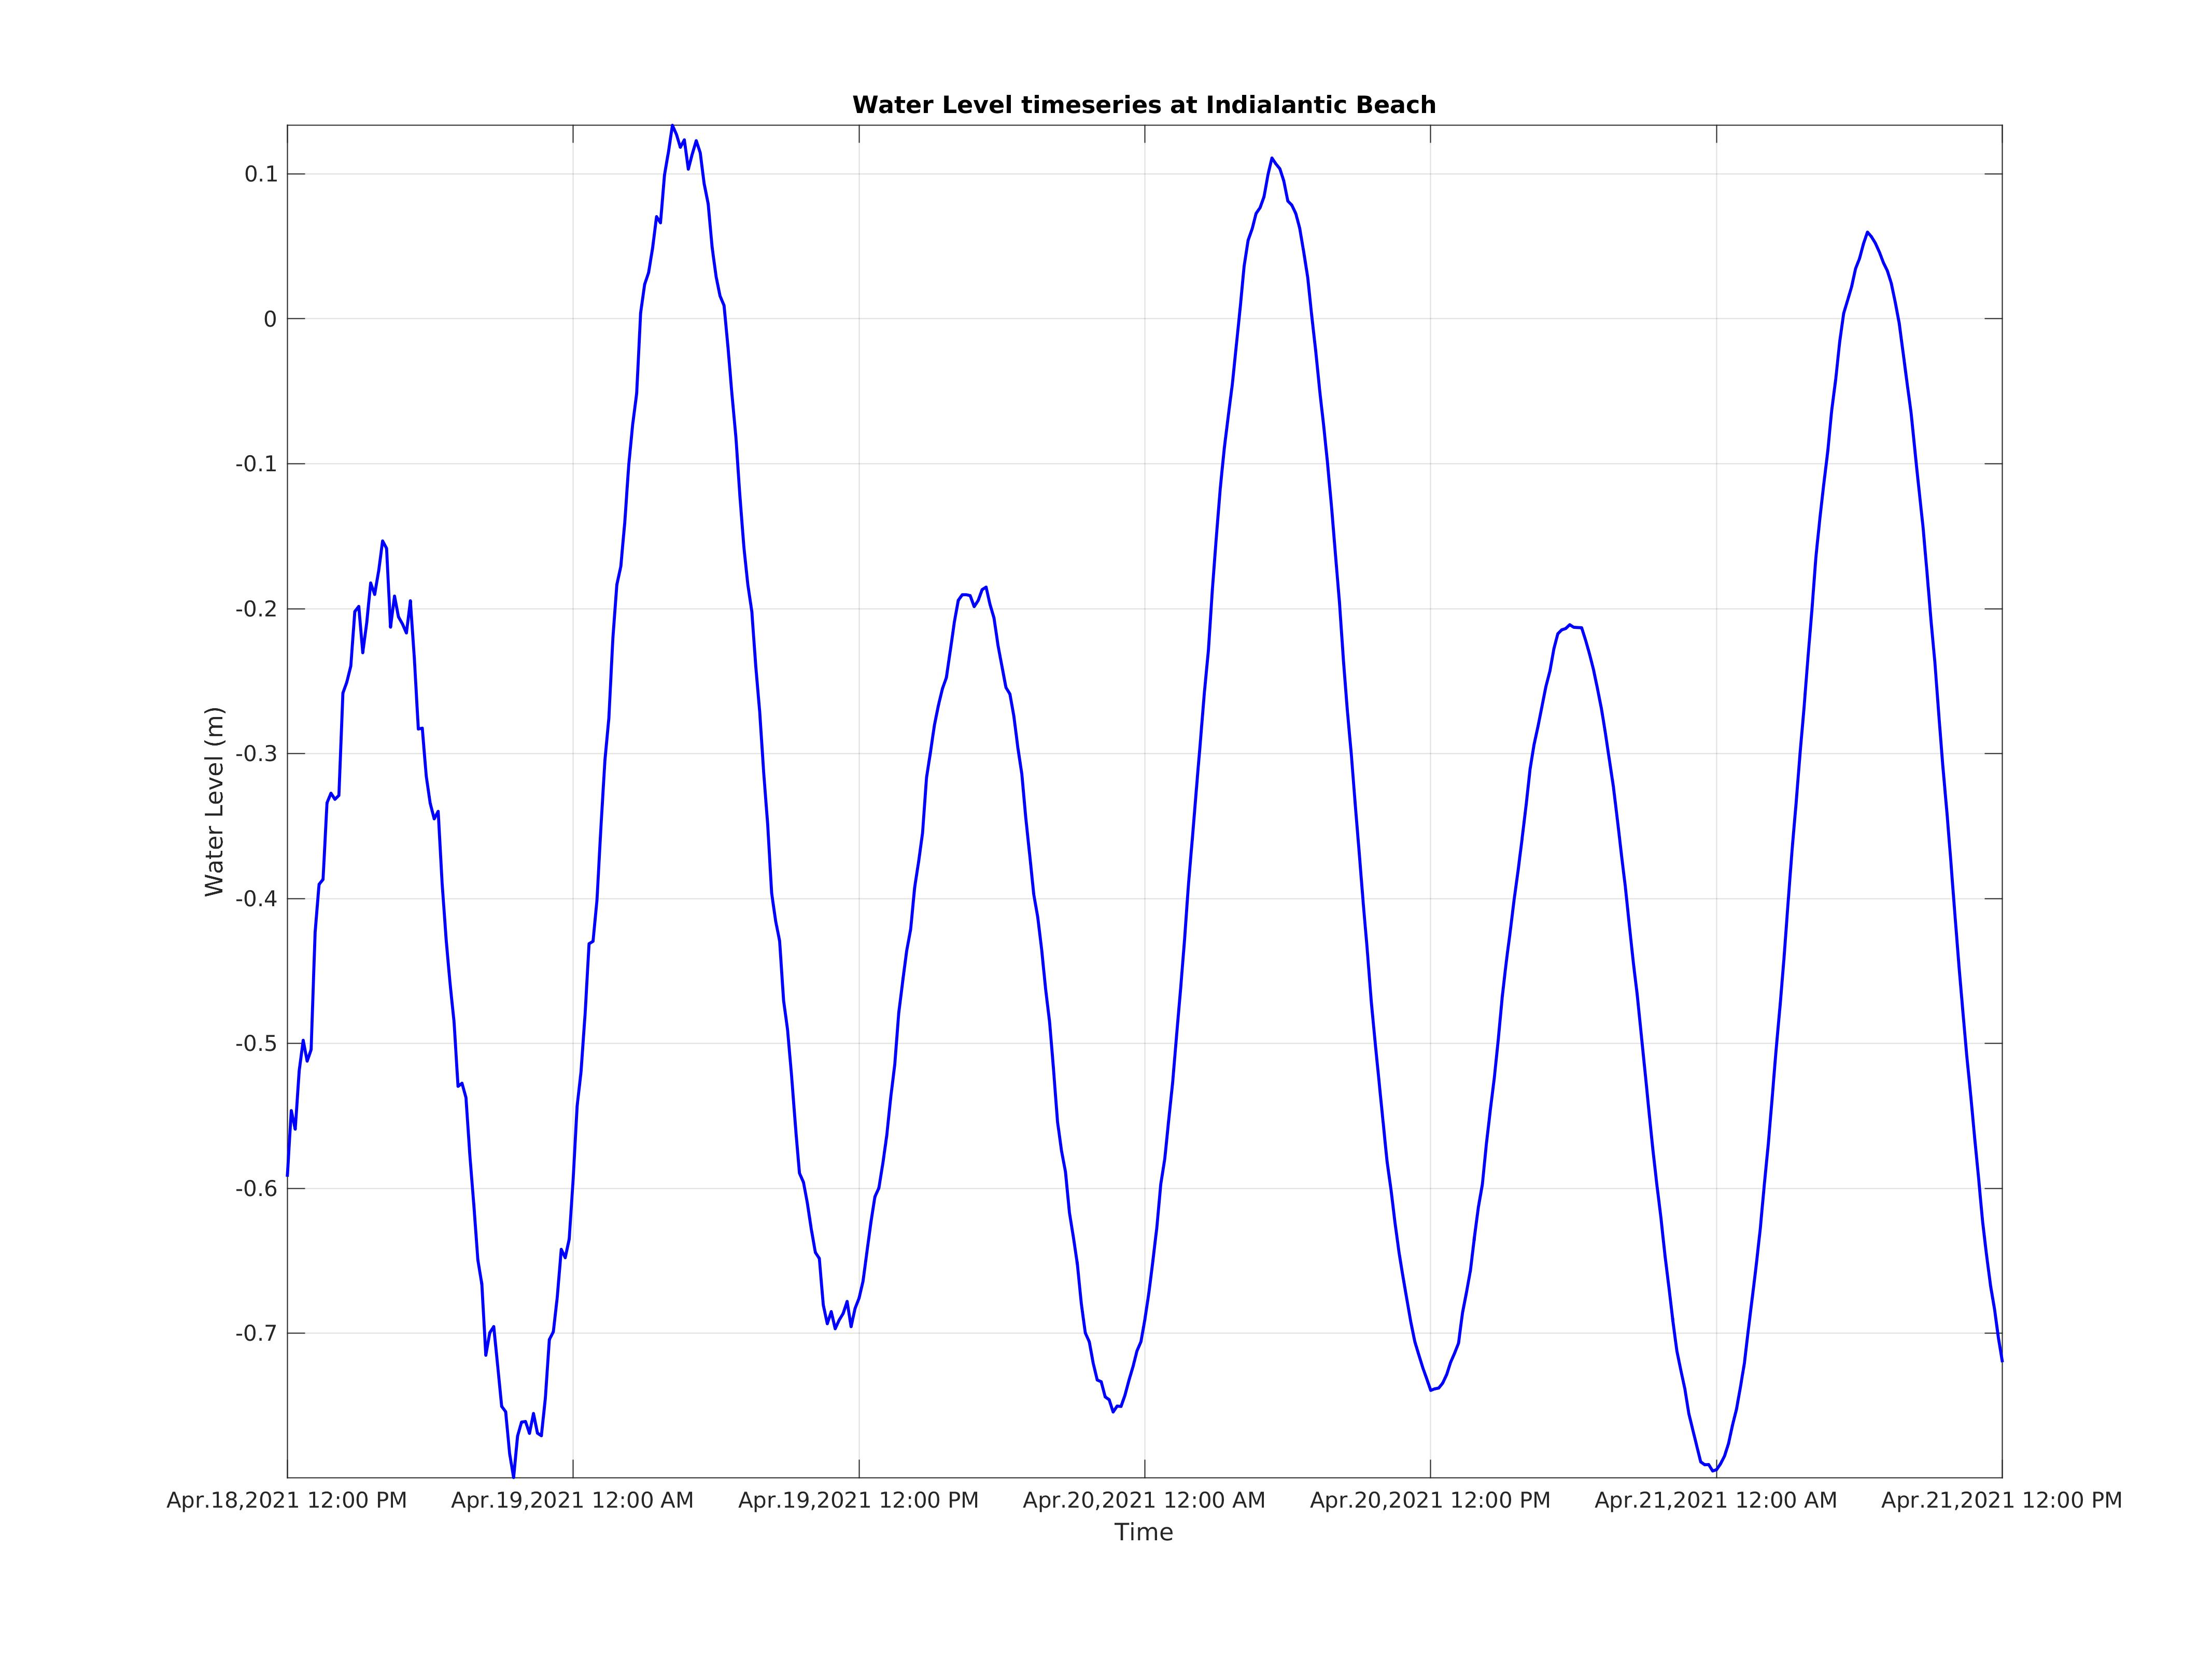 Water Level timeseries at Indialantic Beach
0.1
0
-0.1
-0.2
-0.3
-0.4
-0.5
-0.6
-0.7
Water Level (m)
Apr.18,2021 12:00 PM Apr.19,2021 12:00 AM Apr.19,2021 12:00 PM Apr.20,2021 12:00 AM Apr.20,2021 12:00 PM Apr.21,2021 12:00 AM Apr.21,2021 12:00 PM
Time